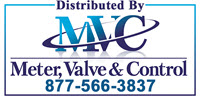 Distributed By
MVC
Meter, Valve & Control
877-566-3837